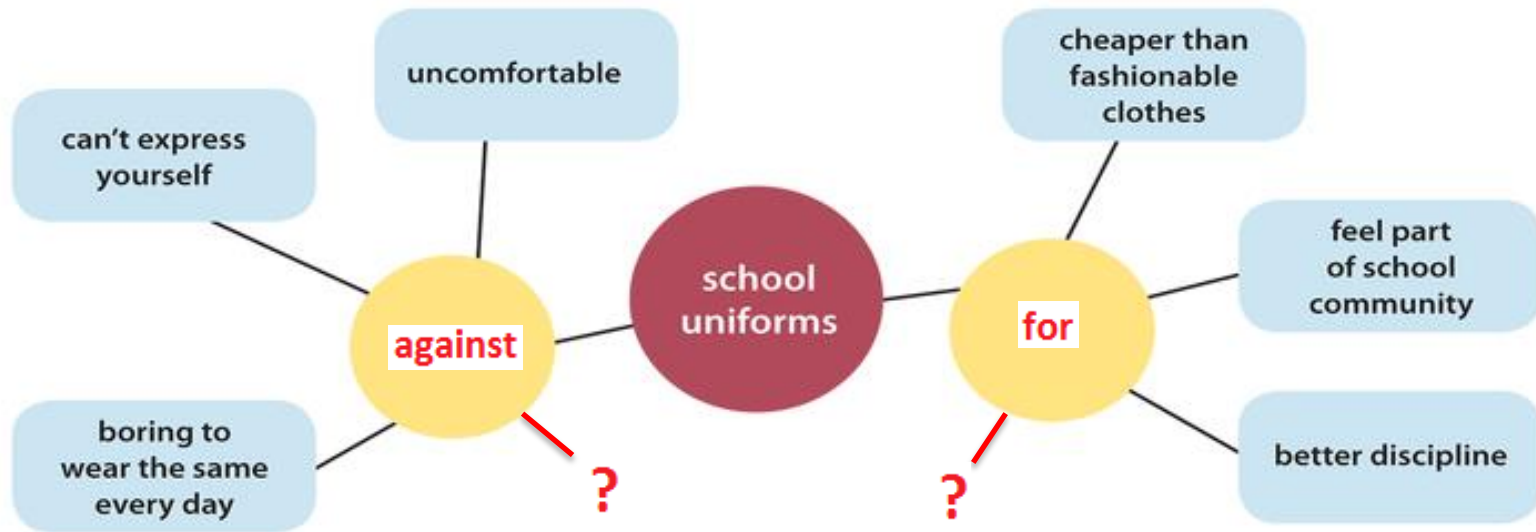 uncomfortable
can't express
yourself
against
boring to
wear the same
every day
?
school
uniforms
cheaper than
fashionable
clothes
for
feel part
of school
community
better discipline
?